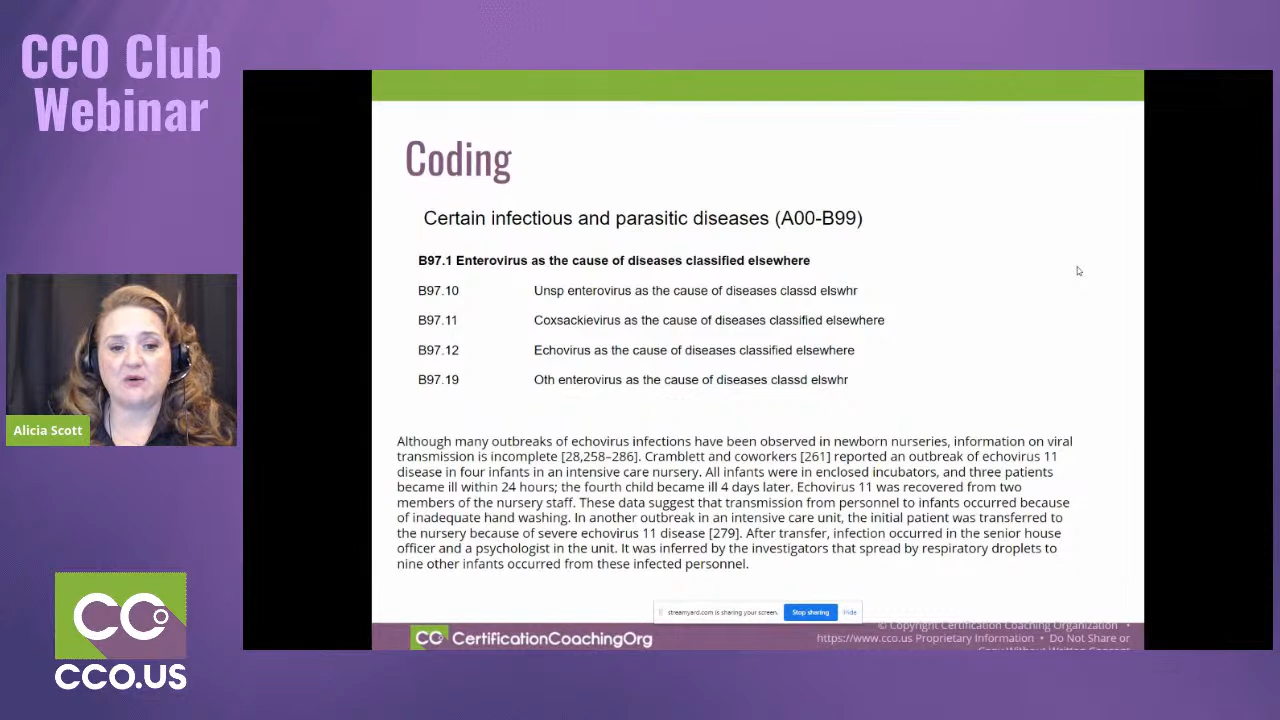 CCO Club
Webinar
Coding
Certain infectious and parasitic diseases (A00-B99)
B97.1 Enterovirus as the cause of diseases classified elsewhere
B97.10 Unsp enterovirus as the cause of diseases classd elswhr
B97.11 Coxsackievirus as the cause of diseases classified elsewhere
B97.12 Echovirus as the cause of diseases classified elsewhere
B97.19 Oth enterovirus as the cause of diseases classd elswhr
Although many outbreaks of echovirus infections have been observed in newborn nurseries, information on viral
transmission is incomplete [28,258–286]. Cramblett and coworkers [261] reported an outbreak of echovirus 11
disease in four infants in an intensive care nursery. All infants were in enclosed incubators, and three patients
became ill within 24 hours; the fourth child became ill 4 days later. Echovirus 11 was recovered from two
members of the nursery staff. These data suggest that transmission from personnel to infants occurred because
of inadequate hand washing. In another outbreak in an intensive care unit, the initial patient was transferred to
the nursery because of severe echovirus 11 disease [279]. After transfer, infection occurred in the senior house
officer and a psychologist in the unit. It was inferred by the investigators that spread by respiratory droplets to
nine other infants occurred from these infected personnel.
Alicia Scott
streamyard.com is sharing your screen. Stop sharing Hide
CC CertificationCoachingOrg
© Copyright Certification Coaching Organization •
https://www.cco.us Proprietary Information • Do Not Share or
Copy Without Written Consent
CCO
CCO.US